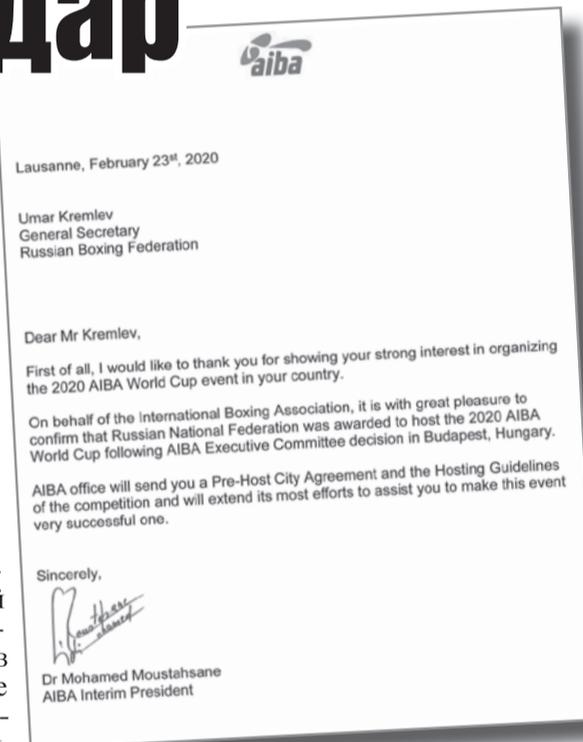 дар
aiba
Lausanne, February 23st, 2020
Umar Kremlev
General Secretary
Russian Boxing Federation
Dear Mr Kremlev,
First of all, I would like to thank you for showing your strong interest in organizing
the 2020 AIBA World Cup event in your country.
On behalf of the International Boxing Association, it is with great pleasure to
confirm that Russian National Federation was awarded to host the 2020 AIBA
World Cup following AIBA Executive Committee decision in Budapest, Hungary.
AIBA office will send you a Pre-Host City Agreement and the Hosting Guidelines
of the competition and will extend its most efforts to assist you to make this event
very successful one.
Sincerely,
Dr Mohamed Moustahsane
AIBA Interim President